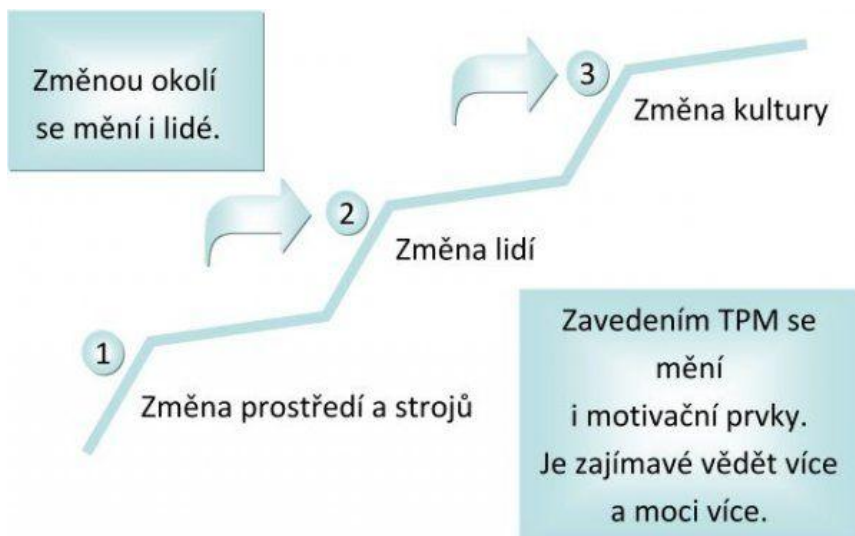 Změnou okolí
se mění i lidé.
3
Změna kultury
2
Změna lidí
1
Změna prostředí a strojů
Zavedením TPM se
mění
i motivační prvky.
Je zajímavé vědět více
a moci více.